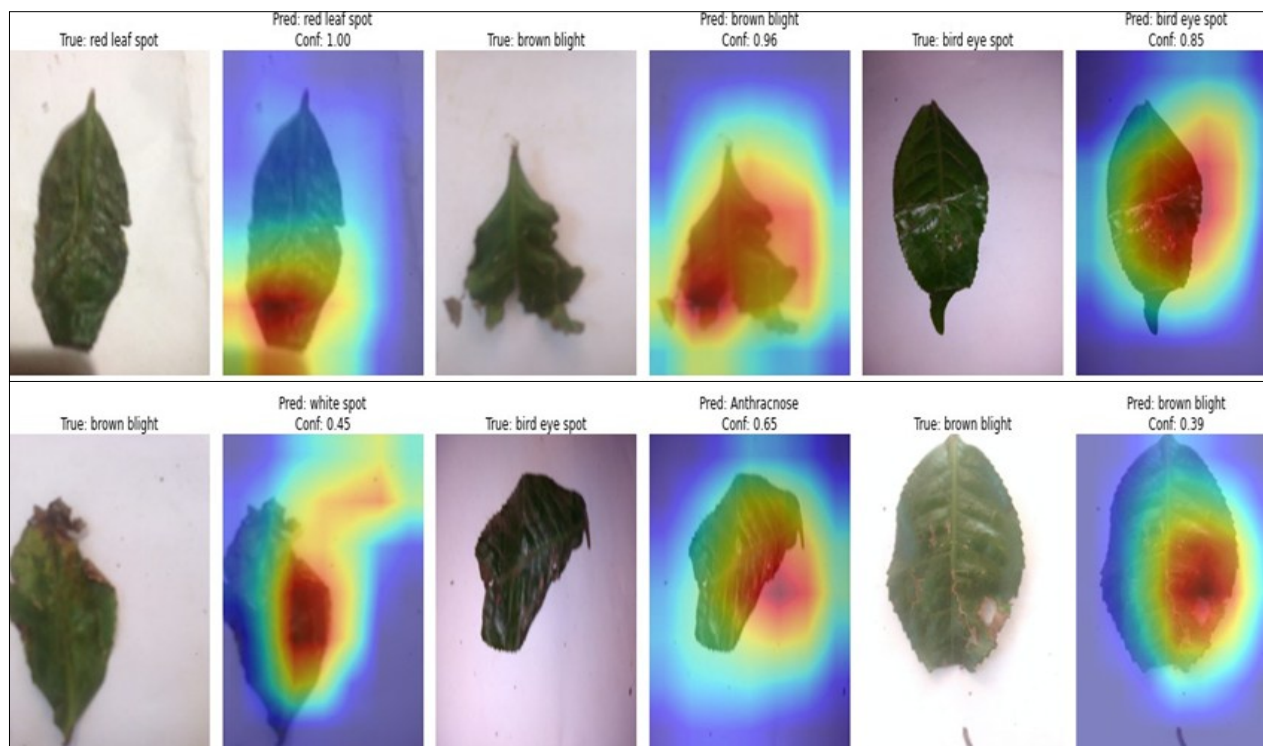 True: red leaf spot
Pred: red leaf spot
Conf: 1.00
True: brown blight
Pred: brown blight
Conf: 0.96
True: bird eye spot
Pred: bird eye spot
Conf: 0.85
True: brown blight
Pred: white spot
Conf: 0.45
True: bird eye spot
Pred: Anthracnose
Conf: 0.65
True: brown blight
Pred: brown blight
Conf: 0.39